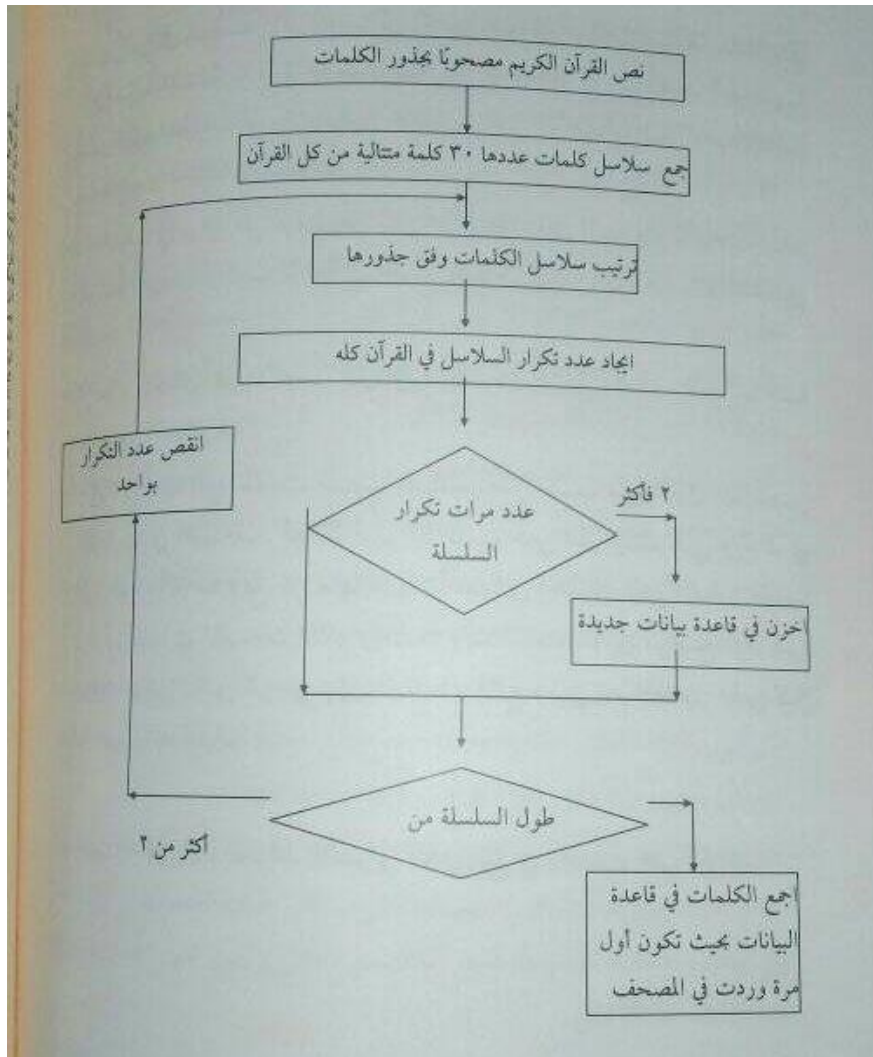 نص القرآن الكريم مصحوبًا بجذور الكلمات
جمع سلاسل كلمات عددها ٣٠ كلمة متتالية من كل القرآن
ترتيب سلاسل الكلمات وفق جذورها
ايجاد عدد تكرار السلاسل في القرآن كله
انقص عدد التكرار
بواحد
٢ فأكثر
عدد مرات تكرار
السلسلة
اخزن في قاعدة بيانات جديدة
طول السلسلة من
أكثر من ٢
اجمع الكلمات في قاعدة
البيانات بحيث تكون أول
مرة وردت في المصحف